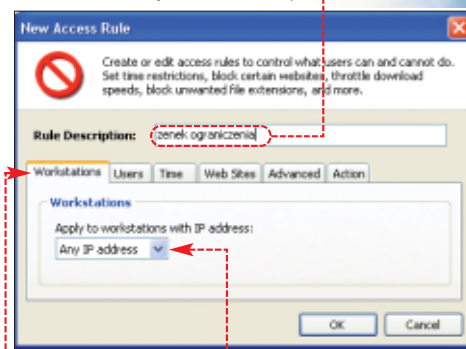 New Access Rule
Create or edit access rules to control what users can and cannot do.
Set time restrictions, block certain websites, throttle download
speeds, block unwanted file extensions, and more.
Rule Description: zenek ograniczenia
Workstations Users Time Web Sites Advanced Action
Workstations
Apply to workstations with IP address:
Any IP address
OK Cancel